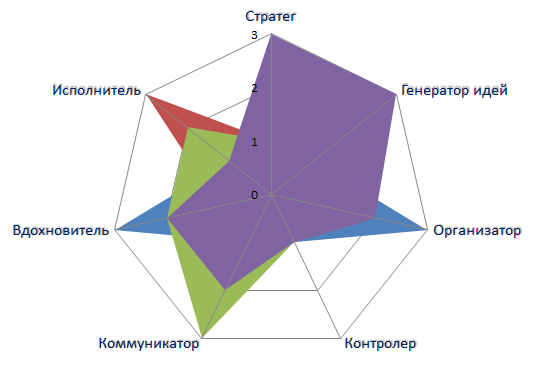 Стратег
3
Исполнитель
2
Генератор идей
1
0
Вдохновитель
Организатор
Коммуникатор
Контролер